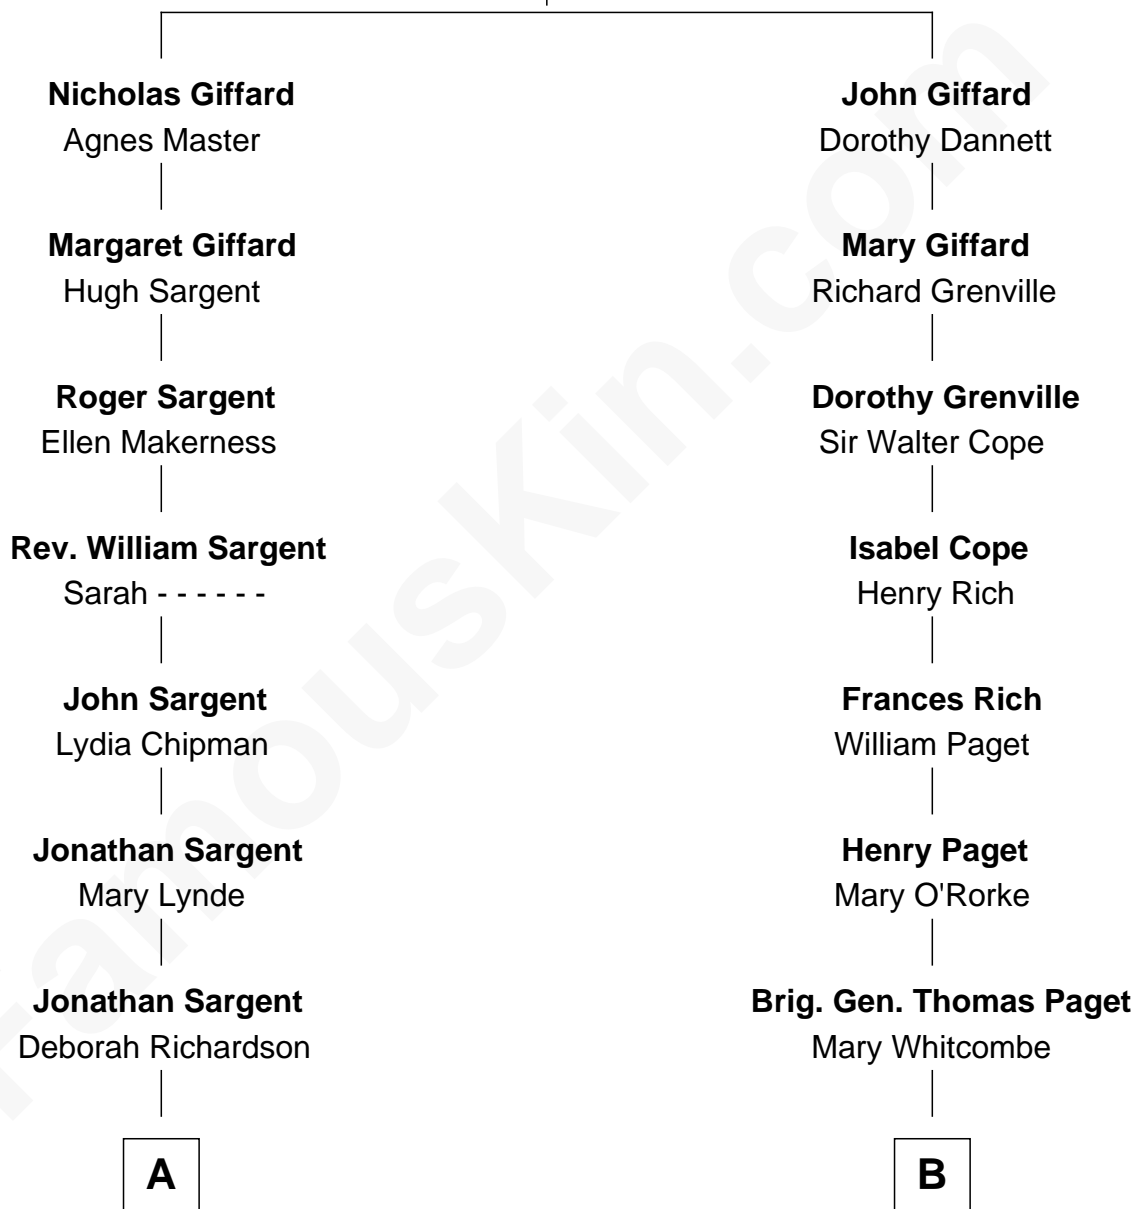 Nicholas Giffard
Agnes Master
Margaret Giffard
Hugh Sargent
Roger Sargent
Ellen Makerness
Rev. William Sargent
Sarah - - - - - -
John Sargent
Lydia Chipman
Jonathan Sargent
Mary Lynde
Jonathan Sargent
Deborah Richardson
A
John Giffard
Dorothy Dannett
Mary Giffard
Richard Grenville
Dorothy Grenville
Sir Walter Cope
Isabel Cope
Henry Rich
Frances Rich
William Paget
Henry Paget
Mary O'Rorke
Brig. Gen. Thomas Paget
Mary Whitcombe
B
FamousKin.com